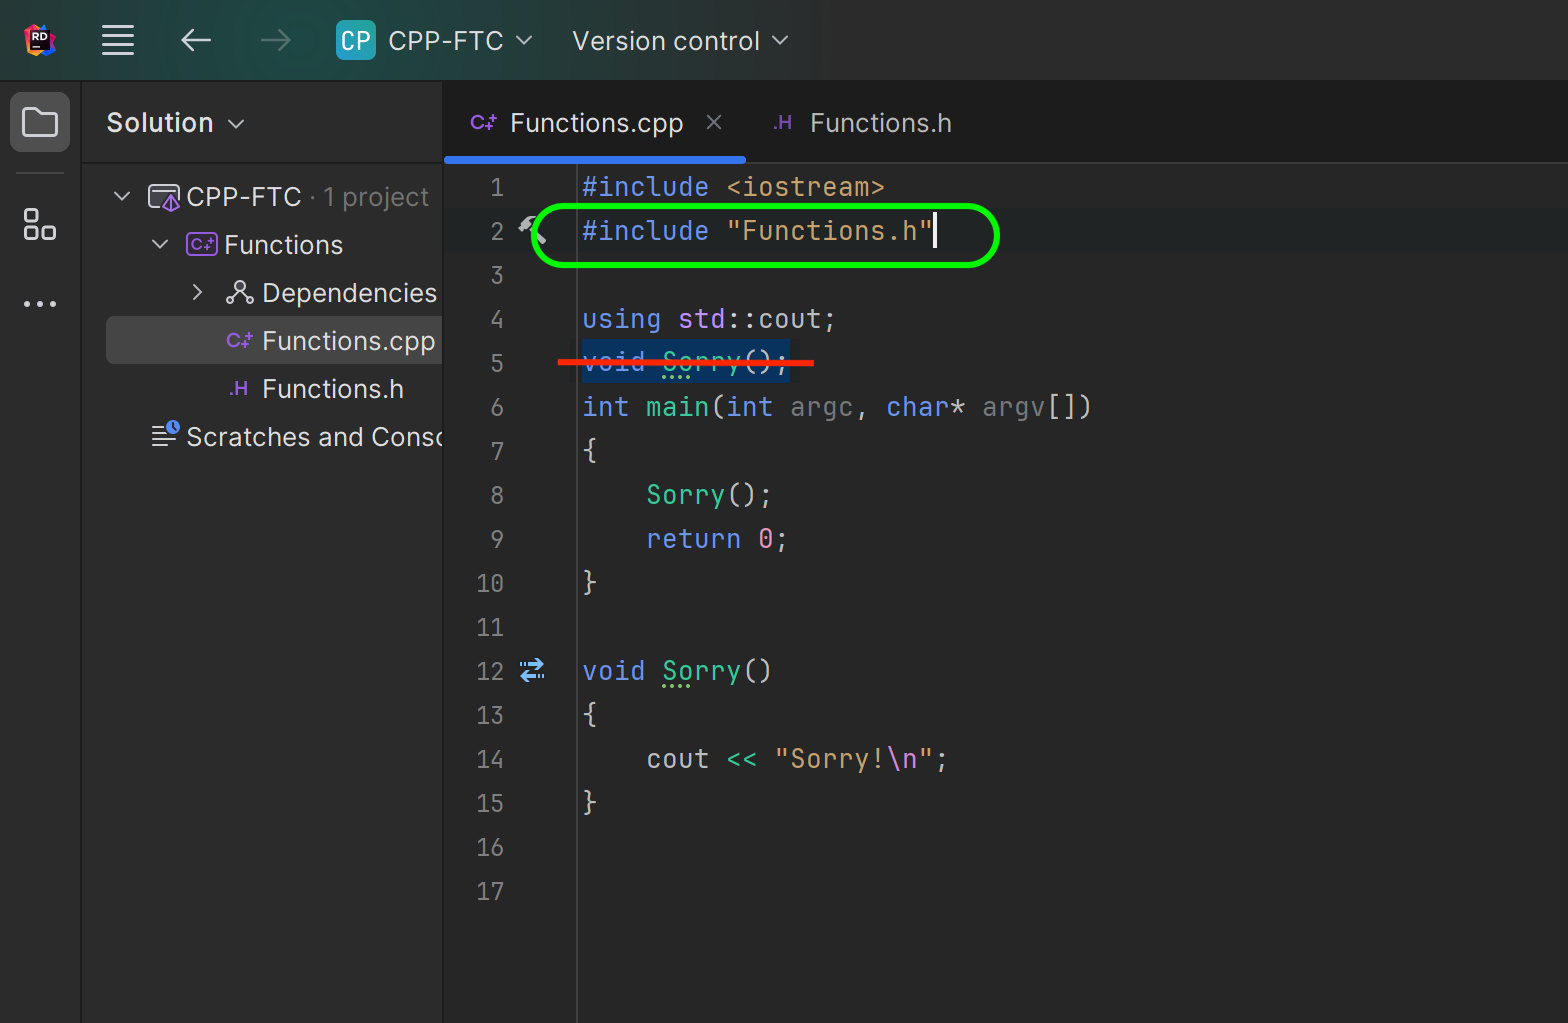 RD
CP CPP-FTC Version control
Solution
C++ Functions.cpp
.H Functions.h
CPP-FTC · 1 project
C++ Functions
Dependencies
C++ Functions.cpp
.H Functions.h
Scratches and Conso
1 #include <iostream>
2 #include "Functions.h"
3
4 using std::cout;
5 void Sorry();
6 int main(int argc, char* argv[])
7 {
8     Sorry();
9     return 0;
10 }
11
12 void Sorry()
13 {
14     cout << "Sorry!\n";
15 }
16
17